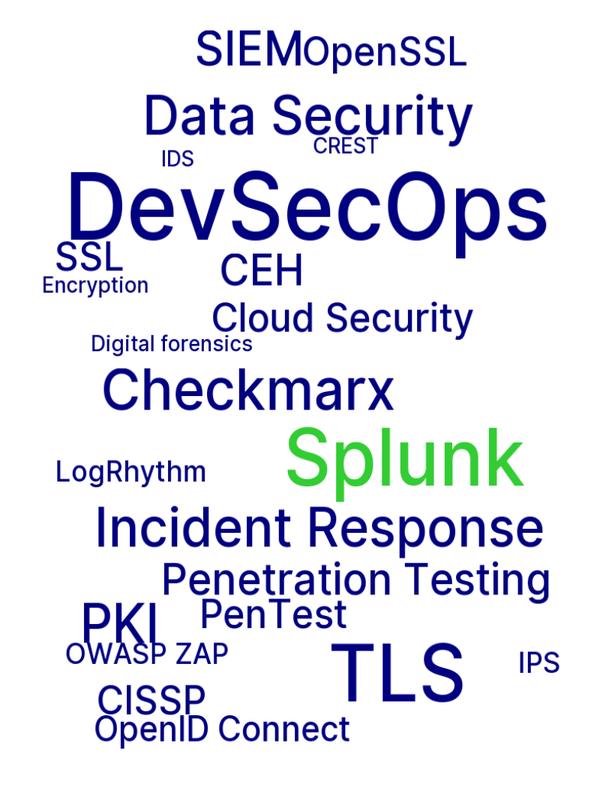 SIEM OpenSSL
Data Security
CREST
IDS
DevSecOps
SSL
CEH
Encryption
Cloud Security
Digital forensics
Checkmarx
Splunk
LogRhythm
Incident Response
Penetration Testing
PenTest
PKI
OWASP ZAP
TLS
IPS
CISSP
OpenID Connect